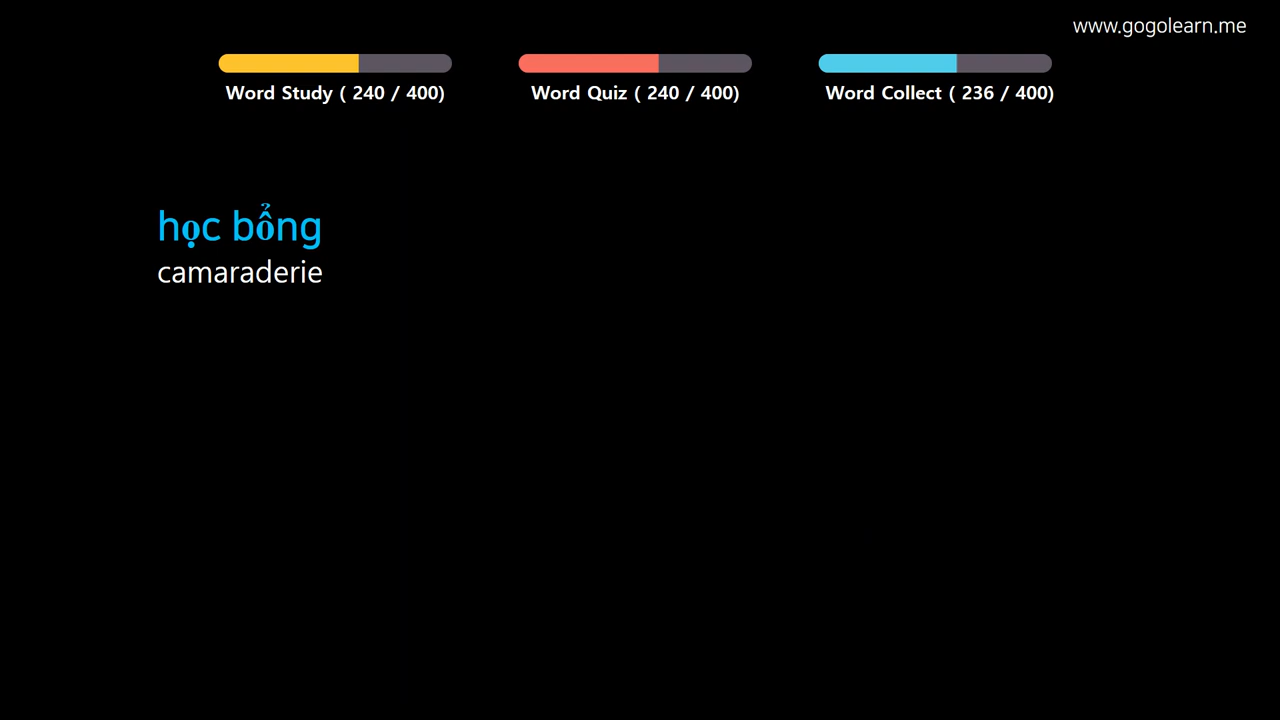 www.gogolearn.me
Word Study ( 240 / 400)
Word Quiz ( 240 / 400)
Word Collect ( 236 / 400)
học bổng
camaraderie